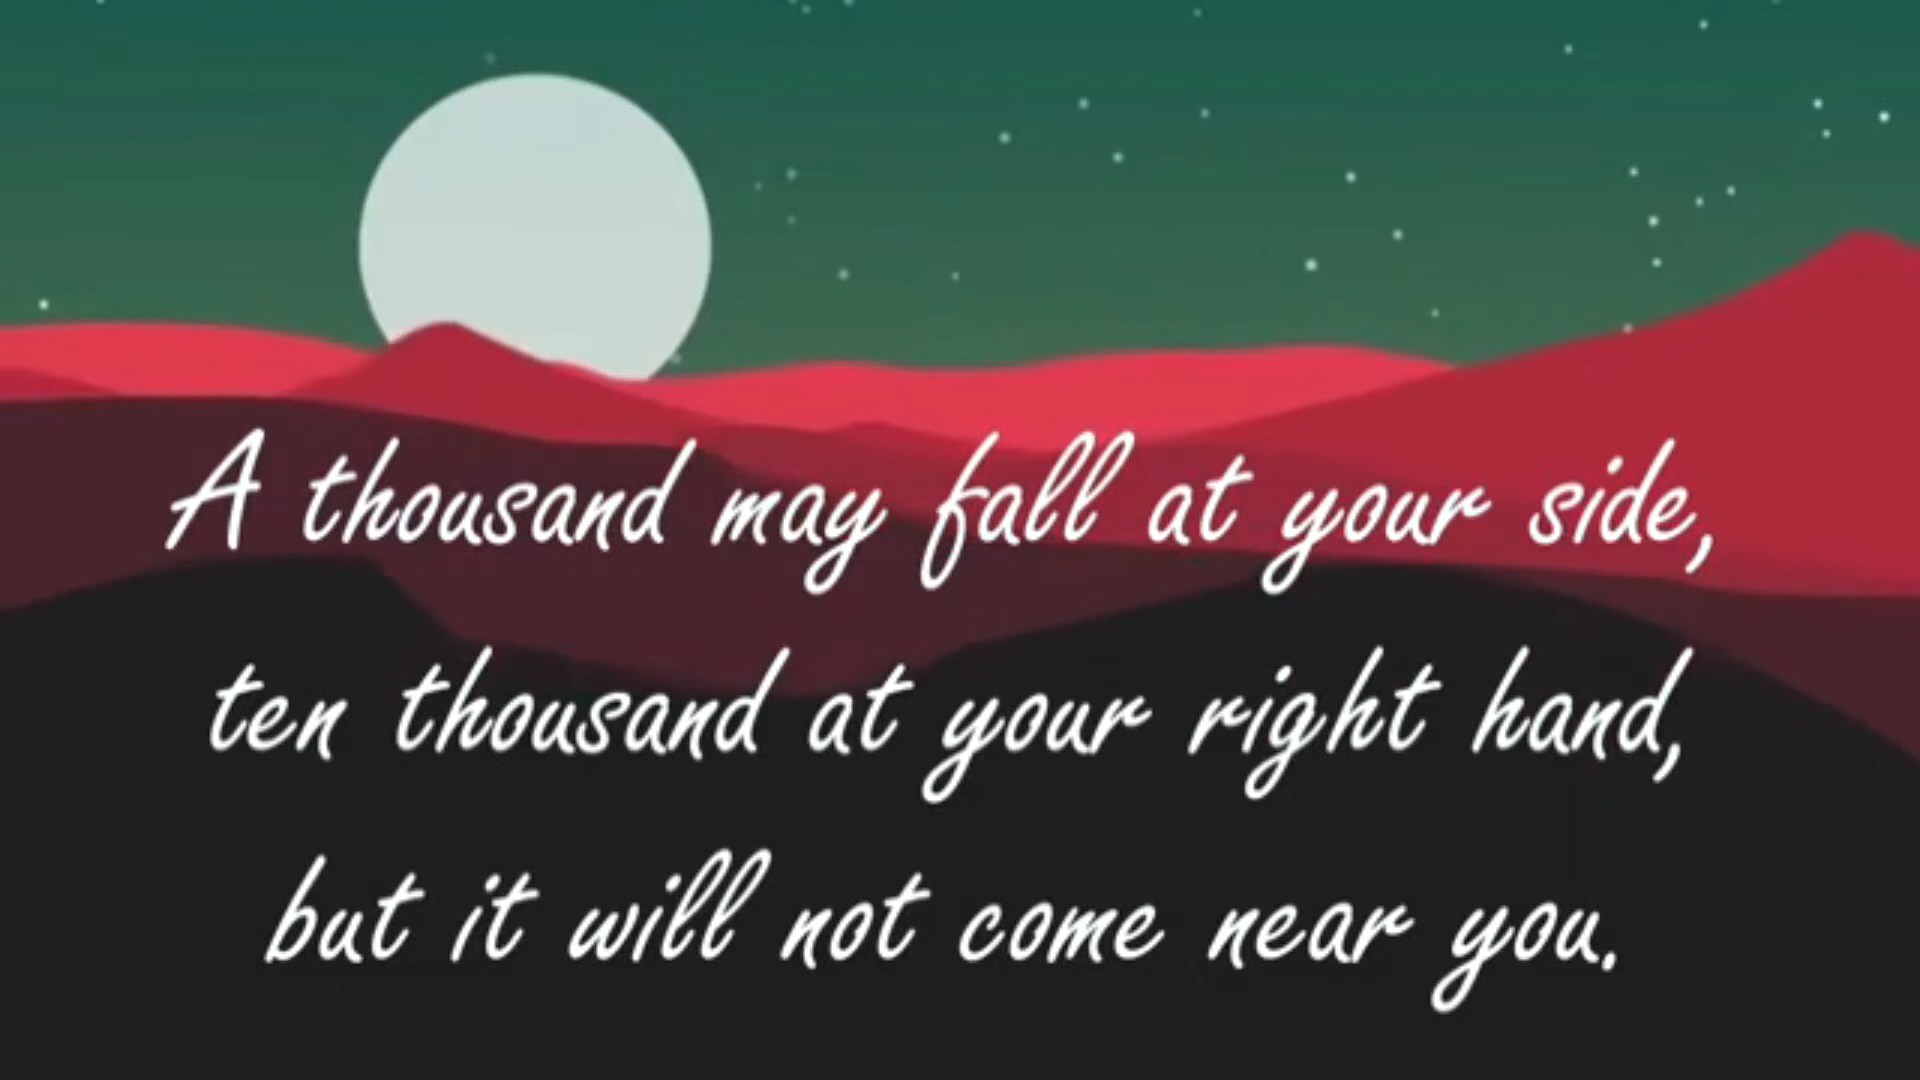 A thousand may fall at your side,
ten thousand at your right hand,
but it will not come near you.